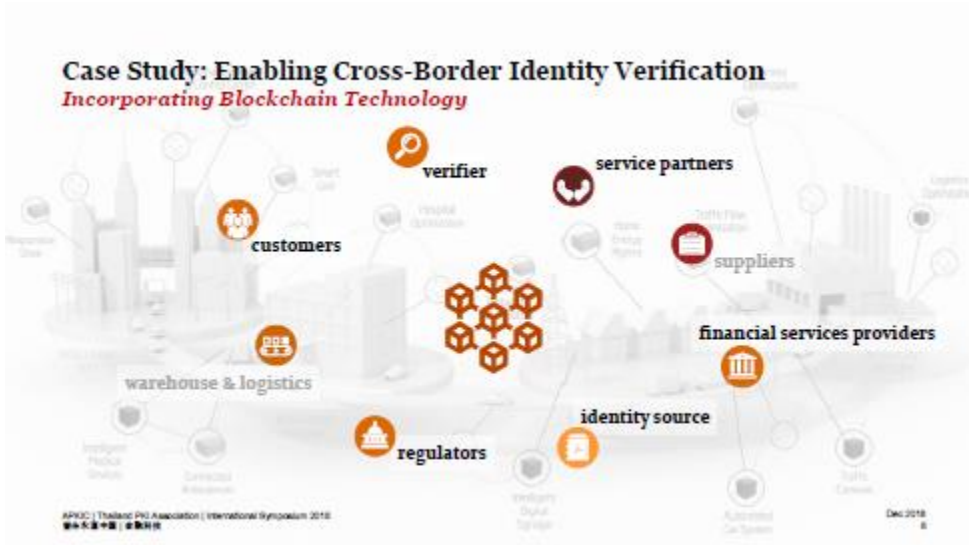 Case Study: Enabling Cross-Border Identity Verification
Incorporating Blockchain Technology
verifier
service partners
customers
suppliers
financial services providers
warehouse & logistics
identity source
regulators
APKIC | Thailand PKI Association | International Symposium 2018
Dec 2018